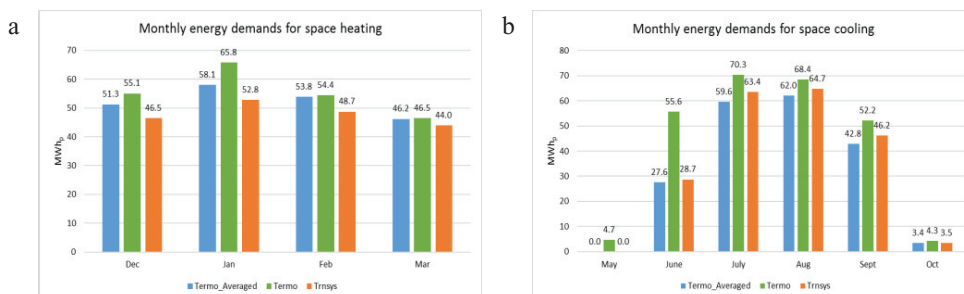 a
Monthly energy demands for space heating
70
60
50
40
30
20
10
0
MWhp
51.3 55.1 46.5
58.1 65.8 52.8
53.8 54.4 48.7
46.2 46.5 44.0
Dec Jan Feb Mar
Termo_Averaged Termo Trnsys
b
Monthly energy demands for space cooling
80
70
60
50
40
30
20
10
0
MWhp
0.0 4.7 0.0
27.6 55.6 28.7
59.6 70.3 63.4
62.0 68.4 64.7
42.8 52.2 46.2
3.4 4.3 3.5
May June July Aug Sept Oct
Termo_Averaged Termo Trnsys